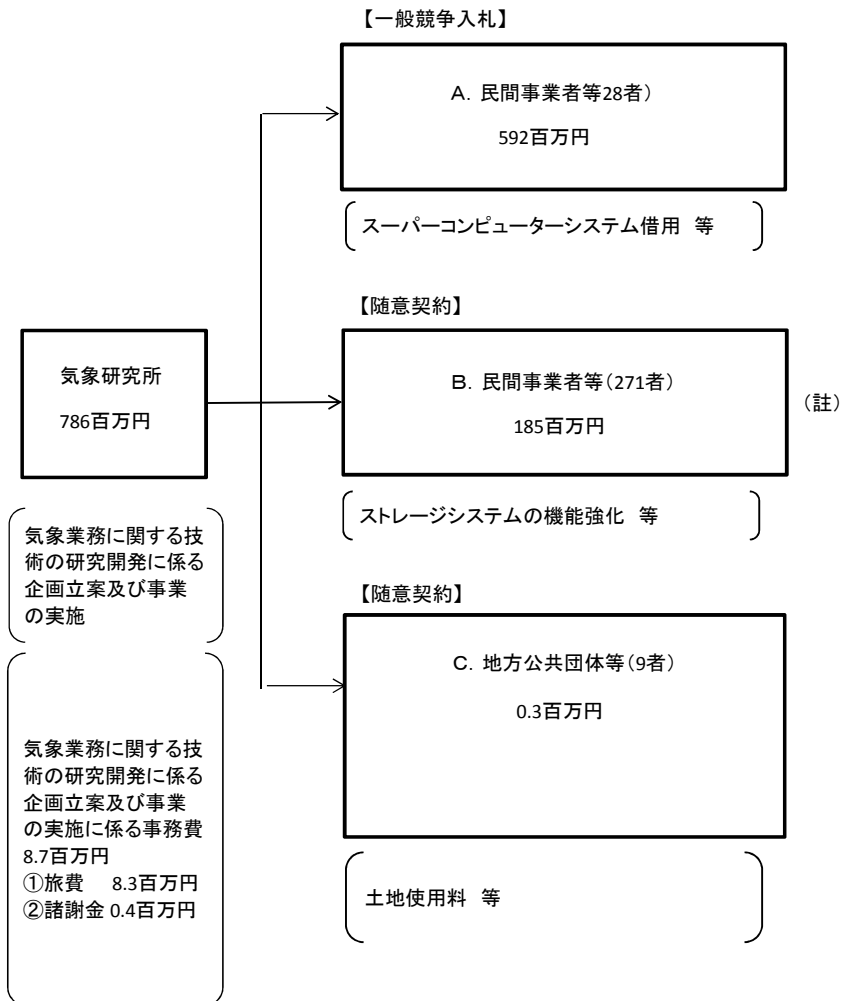 【一般競争入札】
A. 民間事業者等28者）
592百万円
スーパーコンピューターシステム借用 等
【随意契約】
気象研究所
786百万円
B. 民間事業者等（271者）
185百万円
（註）
ストレージシステムの機能強化 等
気象業務に関する技
術の研究開発に係る
企画立案及び事業
の実施
【随意契約】
C. 地方公共団体等（9者）
0.3百万円
気象業務に関する技
術の研究開発に係る
企画立案及び事業
の実施に係る事務費
8.7百万円
①旅費 8.3百万円
②諸謝金 0.4百万円
土地使用料 等